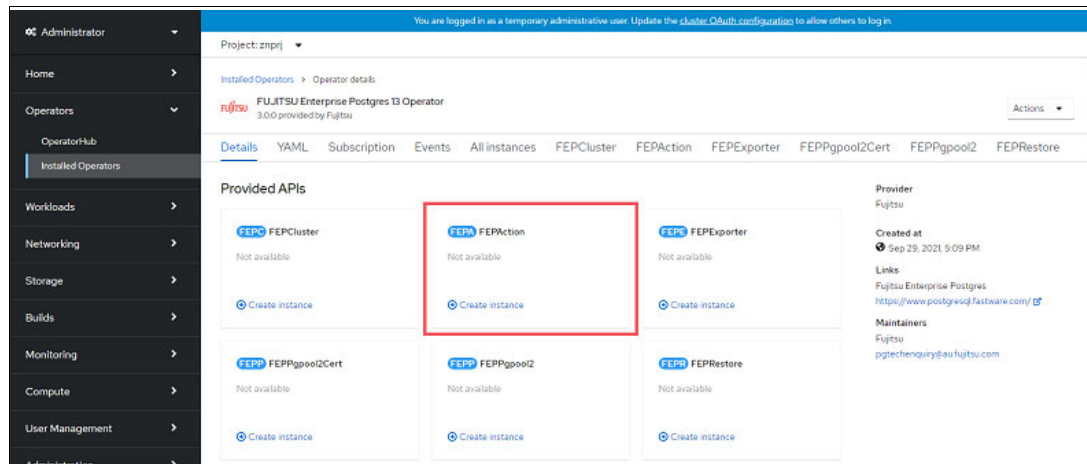 You are logged in as a temporary administrative user. Update the cluster OAuth configuration to allow others to log in.
Administrator
Home
Operators
OperatorHub
Installed Operators
Workloads
Networking
Storage
Builds
Monitoring
Compute
User Management
Administration
Project: znprj
Installed Operators > Operator details
FUJITSU
FUJITSU Enterprise Postgres 13 Operator
3.0.0 provided by Fujitsu
Actions
Details YAML Subscription Events All instances FEPCluster FEPAction FEPExporter FEPPgpool2Cert FEPPgpool2 FEPRestore
Provided APIs
FEPC FEPCluster
Not available
Create instance
FEPA FEPAction
Not available
Create instance
FEPE FEPExporter
Not available
Create instance
FEPP FEPPgpool2Cert
Not available
Create instance
FEPP FEPPgpool2
Not available
Create instance
FEPR FEPRestore
Not available
Create instance
Provider
Fujitsu
Created at
Sep 29, 2021, 5:09 PM
Links
Fujitsu Enterprise Postgres
https://www.postgresql.fastware.com/
Maintainers
Fujitsu
pgtechenquiry@au.fujitsu.com